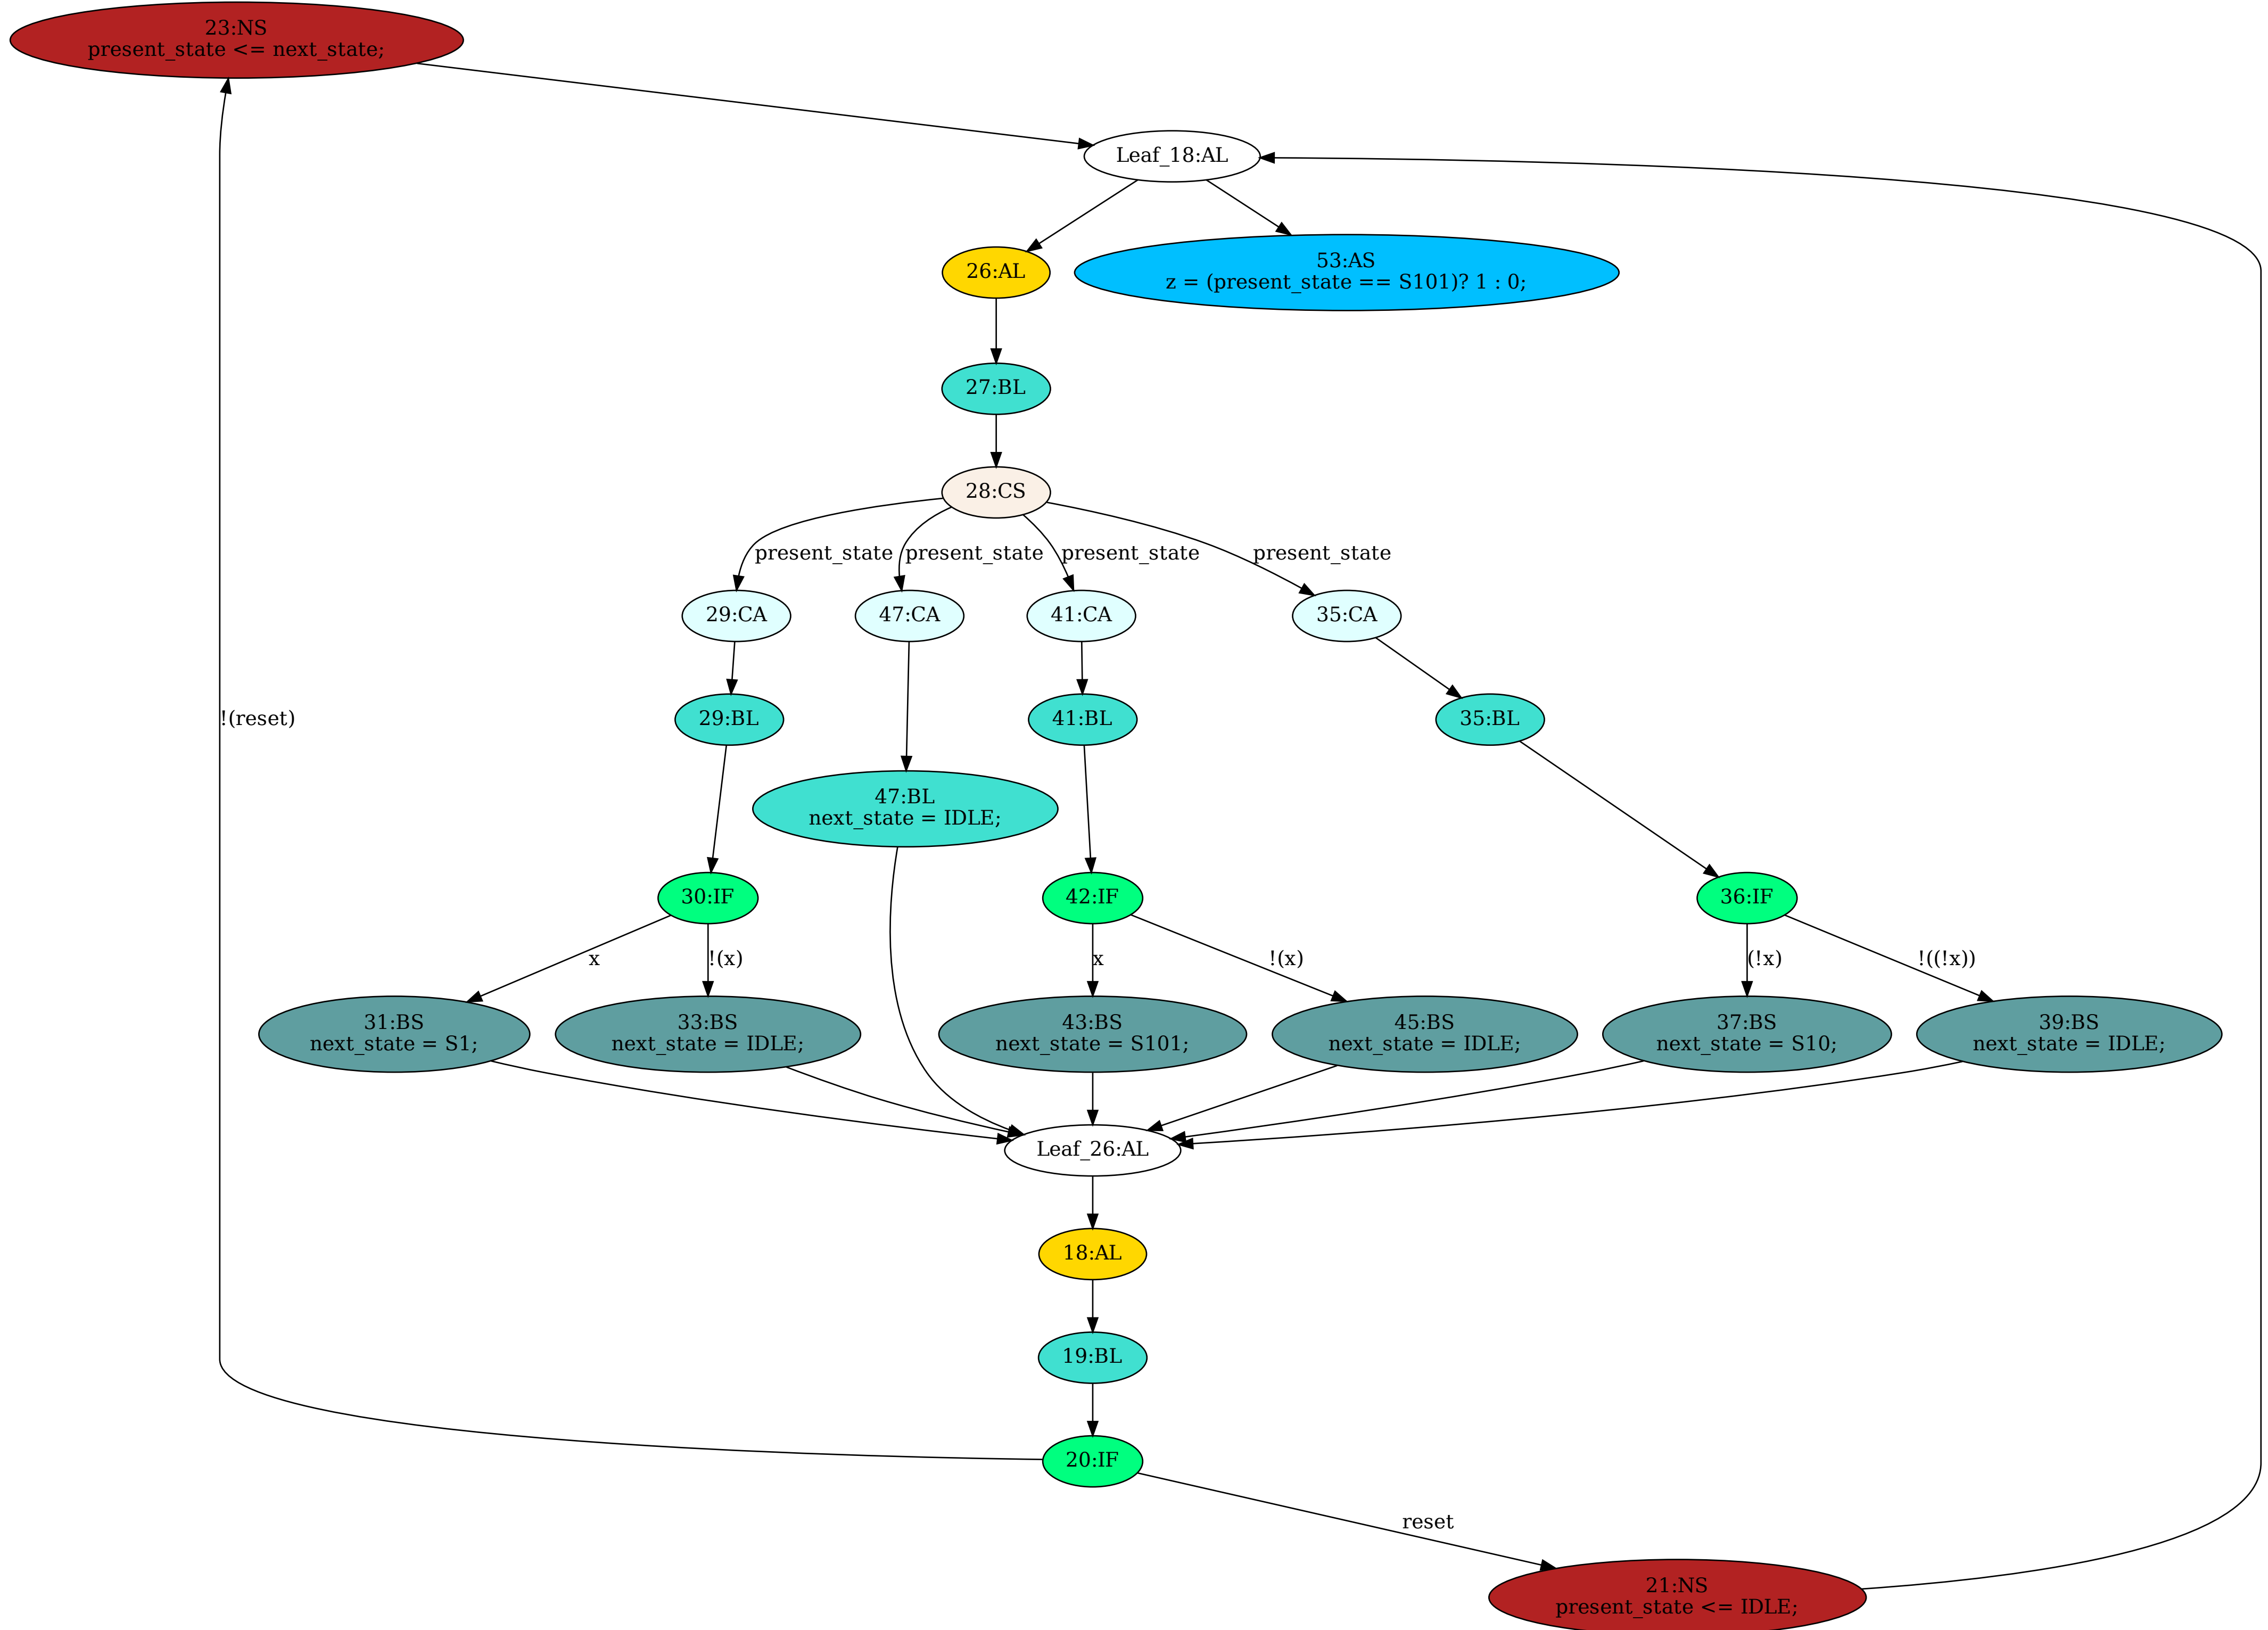 23:NS
present_state <= next_state;
Leaf_18:AL
26:AL
53:AS
z = (present_state == S101)? 1 : 0;
27:BL
28:CS
present_state
present_state
present_state
present_state
29:CA
47:CA
41:CA
35:CA
29:BL
41:BL
35:BL
!(reset)
47:BL
next_state = IDLE;
30:IF
42:IF
36:IF
x
!(x)
x
!(x)
(!x)
!((!x))
31:BS
next_state = S1;
33:BS
next_state = IDLE;
43:BS
next_state = S101;
45:BS
next_state = IDLE;
37:BS
next_state = S10;
39:BS
next_state = IDLE;
Leaf_26:AL
18:AL
19:BL
20:IF
reset
21:NS
present_state <= IDLE;